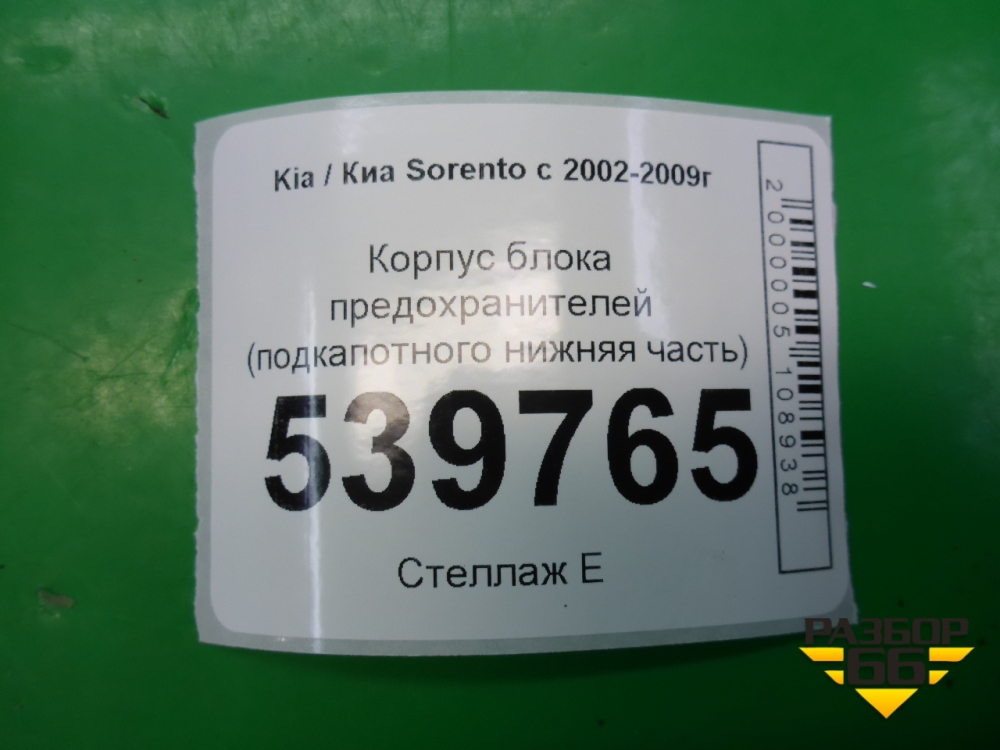 Kia / Киа Sorento с 2002-2009г
Корпус блока
предохранителей
(подкапотного нижняя часть)
539765
Стеллаж Е
2000005108938
РАЗБОР
66